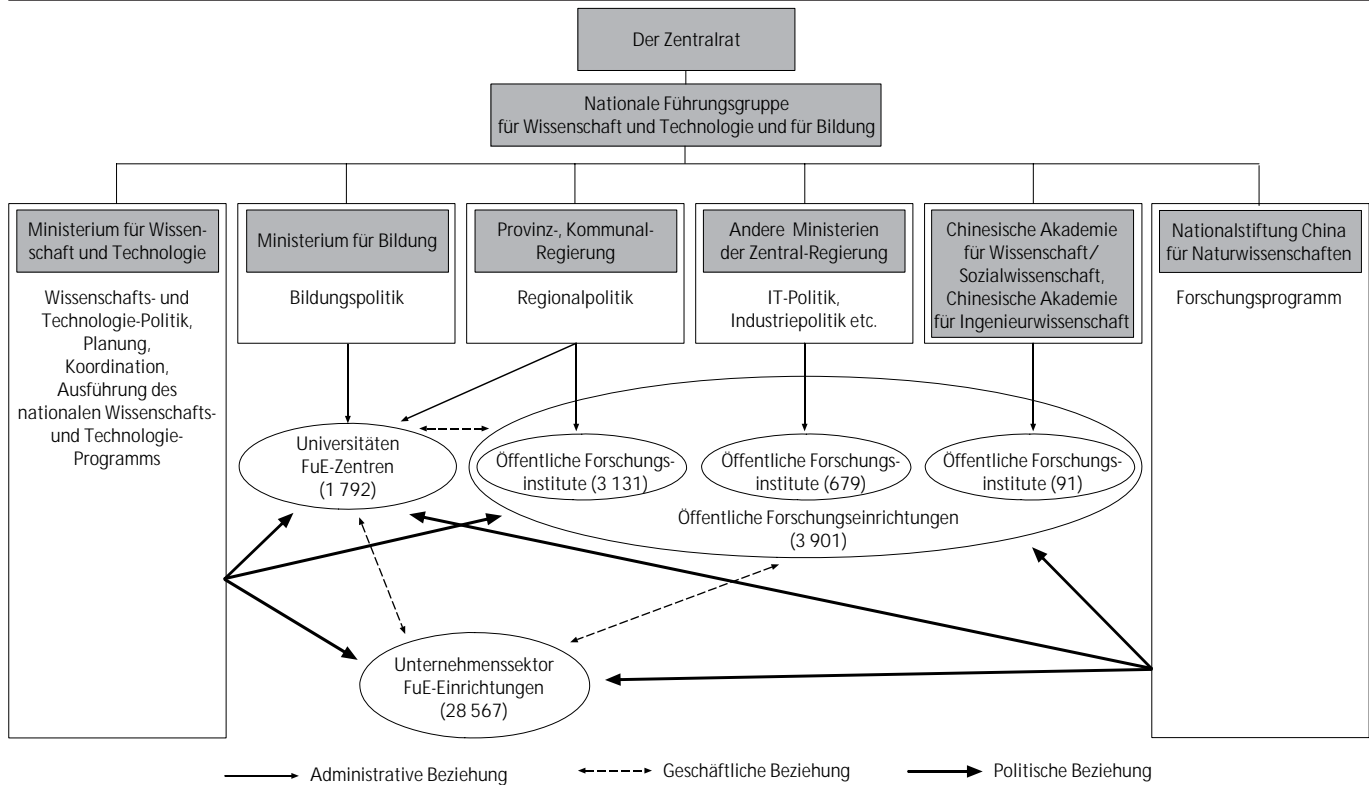 Der Zentralrat
Nationale Führungsgruppe
für Wissenschaft und Technologie und für Bildung
Ministerium für Wissen-
schaft und Technologie
Wissenschafts- und
Technologie-Politik,
Planung,
Koordination,
Ausführung des
nationalen Wissenschafts-
und Technologie-
Programms
Ministerium für Bildung
Bildungspolitik
Provinz-, Kommunal-
Regierung
Regionalpolitik
Andere Ministerien
der Zentral-Regierung
IT-Politik,
Industriepolitik etc.
Chinesische Akademie
für Wissenschaft/
Sozialwissenschaft,
Chinesische Akademie
für Ingenieurwissenschaft
Nationalstiftung China
für Naturwissenschaften
Forschungsprogramm
Universitäten
FuE-Zentren
(1 792)
Öffentliche Forschungs-
institute (3 131)
Öffentliche Forschungs-
institute (679)
Öffentliche Forschungs-
institute (91)
Öffentliche Forschungseinrichtungen
(3 901)
Unternehmenssektor
FuE-Einrichtungen
(28 567)
Administrative Beziehung
Geschäftliche Beziehung
Politische Beziehung